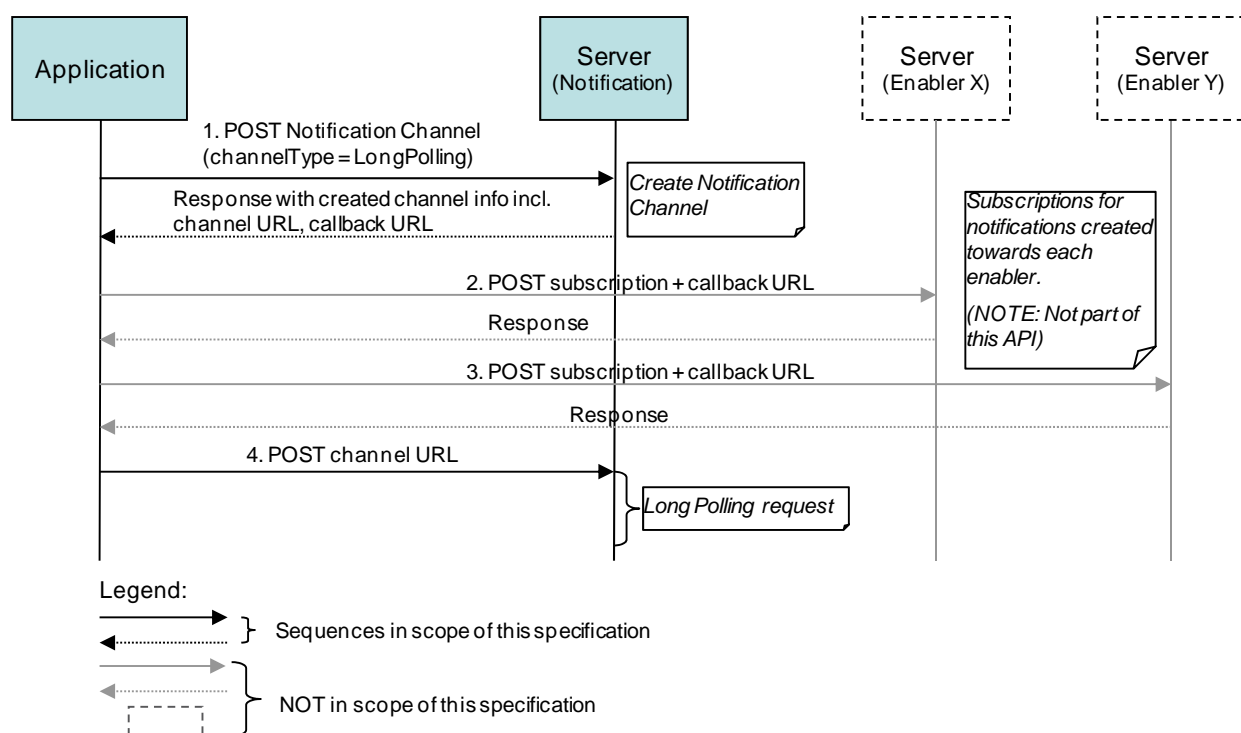 Application
Server
(Notification)
Server
(Enabler X)
Server
(Enabler Y)
1. POST Notification Channel
(channelType = LongPolling)
Create Notification
Channel
Response with created channel info incl.
channel URL, callback URL
Subscriptions for
notifications created
towards each
enabler.
(NOTE: Not part of
this API)
2. POST subscription + callback URL
Response
3. POST subscription + callback URL
Response
4. POST channel URL
Long Polling request
Legend:
Sequences in scope of this specification
NOT in scope of this specification